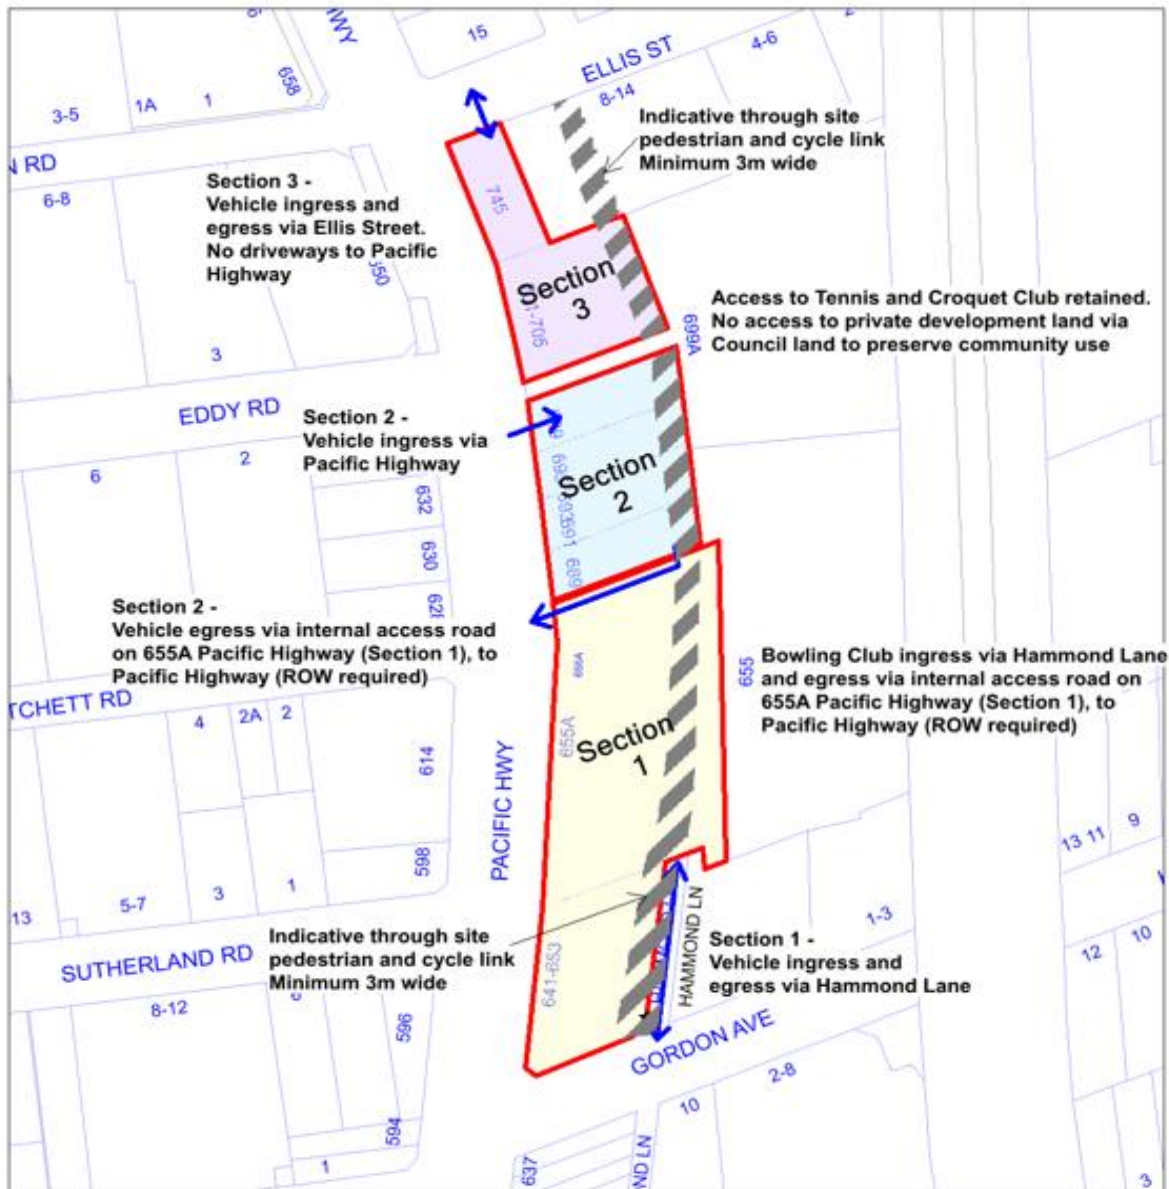 HWY
15
ELLIS ST
4-6
8-14
658
3-5
1A
1
N RD
6-8
Indicative through site
pedestrian and cycle link
Minimum 3m wide
Section 3 -
Vehicle ingress and
egress via Ellis Street.
No driveways to Pacific
Highway
745
Section
3
1-705
3
Access to Tennis and Croquet Club retained.
No access to private development land via
Council land to preserve community use
699A
EDDY RD
Section 2 -
Vehicle ingress via
Pacific Highway
6
2
632
630
Section
2
691
689
Section 2 -
Vehicle egress via internal access road
on 655A Pacific Highway (Section 1), to
Pacific Highway (ROW required)
TCHETT RD
4
2A
2
614
598
655
Bowling Club ingress via Hammond Lane
and egress via internal access road on
655A Pacific Highway (Section 1), to
Pacific Highway (ROW required)
655A
Section
1
PACIFIC HWY
13
5-7
3
1
13
11
9
SUTHERLAND RD
8-12
Indicative through site
pedestrian and cycle link
Minimum 3m wide
641-653
HAMMOND LN
Section 1 -
Vehicle ingress and
egress via Hammond Lane
1-3
12
10
GORDON AVE
2-8
10
596
594
1
637
ND LN
3